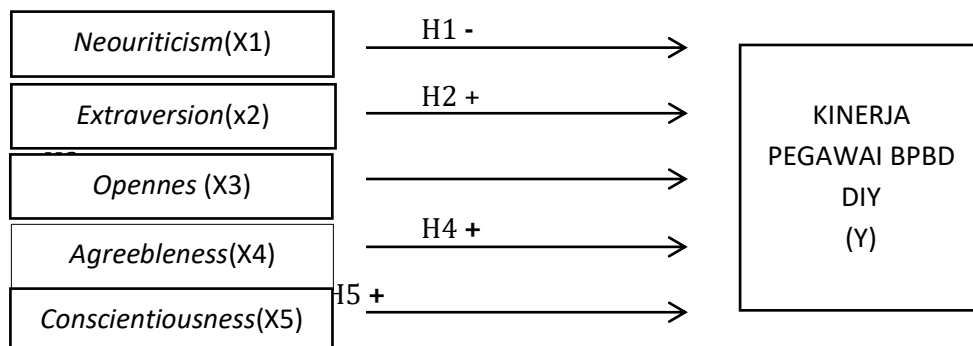 Neouriticism(X1)
H1 -
Extraversion(x2)
H2 +
Opennes (X3)
Agreebleness(X4)
H4 +
Conscientiousness(X5)
H5 +
KINERJA
PEGAWAI BPBD
DIY
(Y)